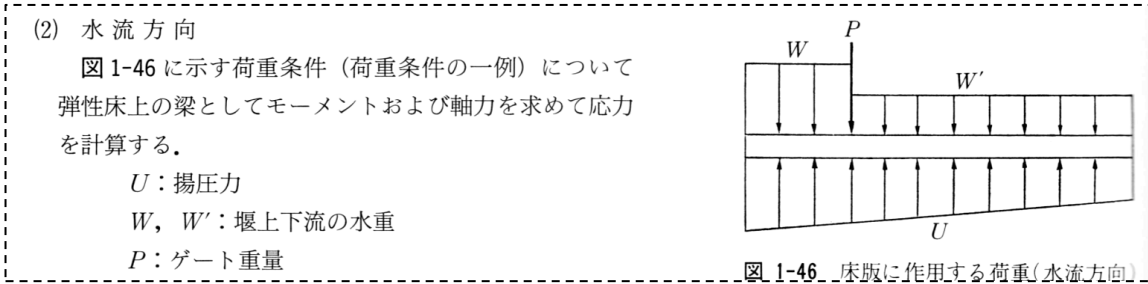 (2) 水流方向
図1-46に示す荷重条件（荷重条件の一例）について
弾性床上の梁としてモーメントおよび軸力を求めて応力
を計算する．
U：揚圧力
W，W′：堰上下流の水重
P：ゲート重量
P
W
W′
U
図 1-46 床版に作用する荷重(水流方向)